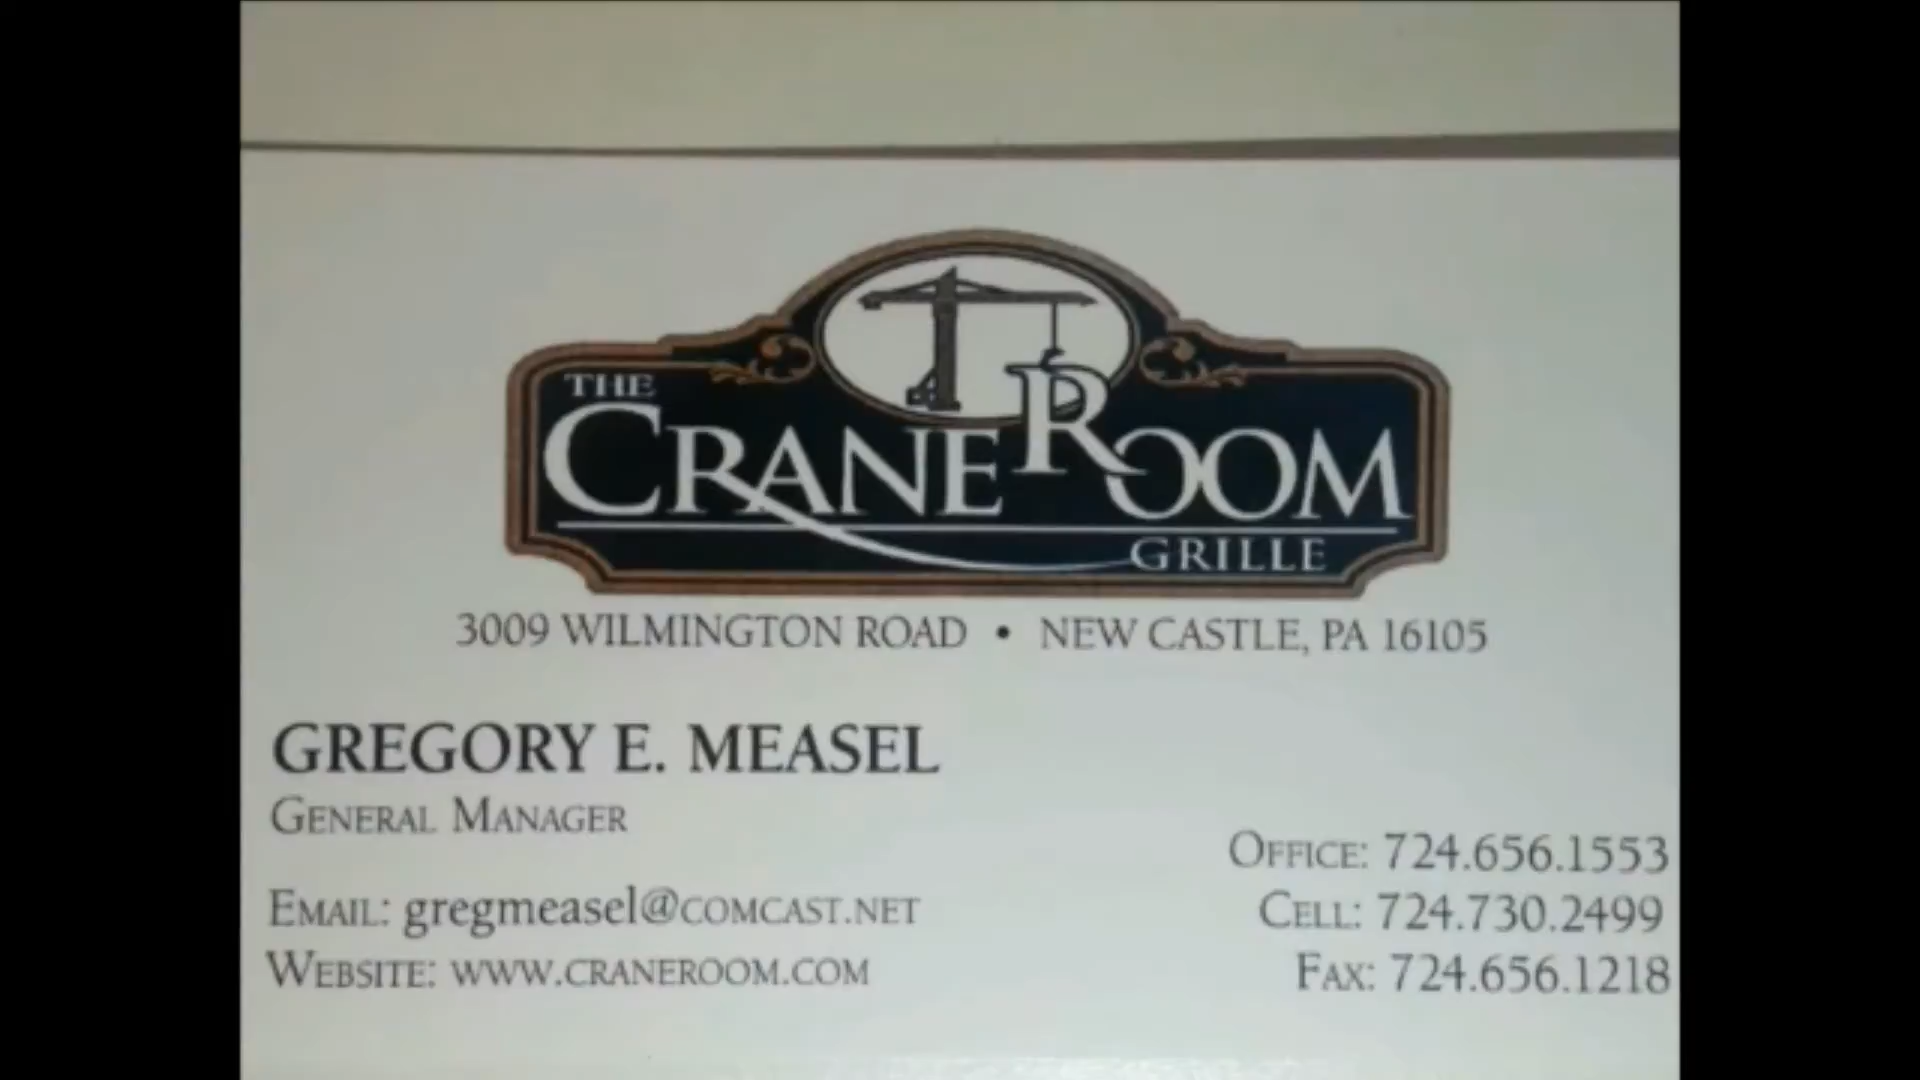 THE
CRANE ROOM
GRILLE
3009 WILMINGTON ROAD • NEW CASTLE, PA 16105
GREGORY E. MEASEL
GENERAL MANAGER
EMAIL: gregmeasel@COMCAST.NET
WEBSITE: WWW.CRANEROOM.COM
OFFICE: 724.656.1553
CELL: 724.730.2499
FAX: 724.656.1218